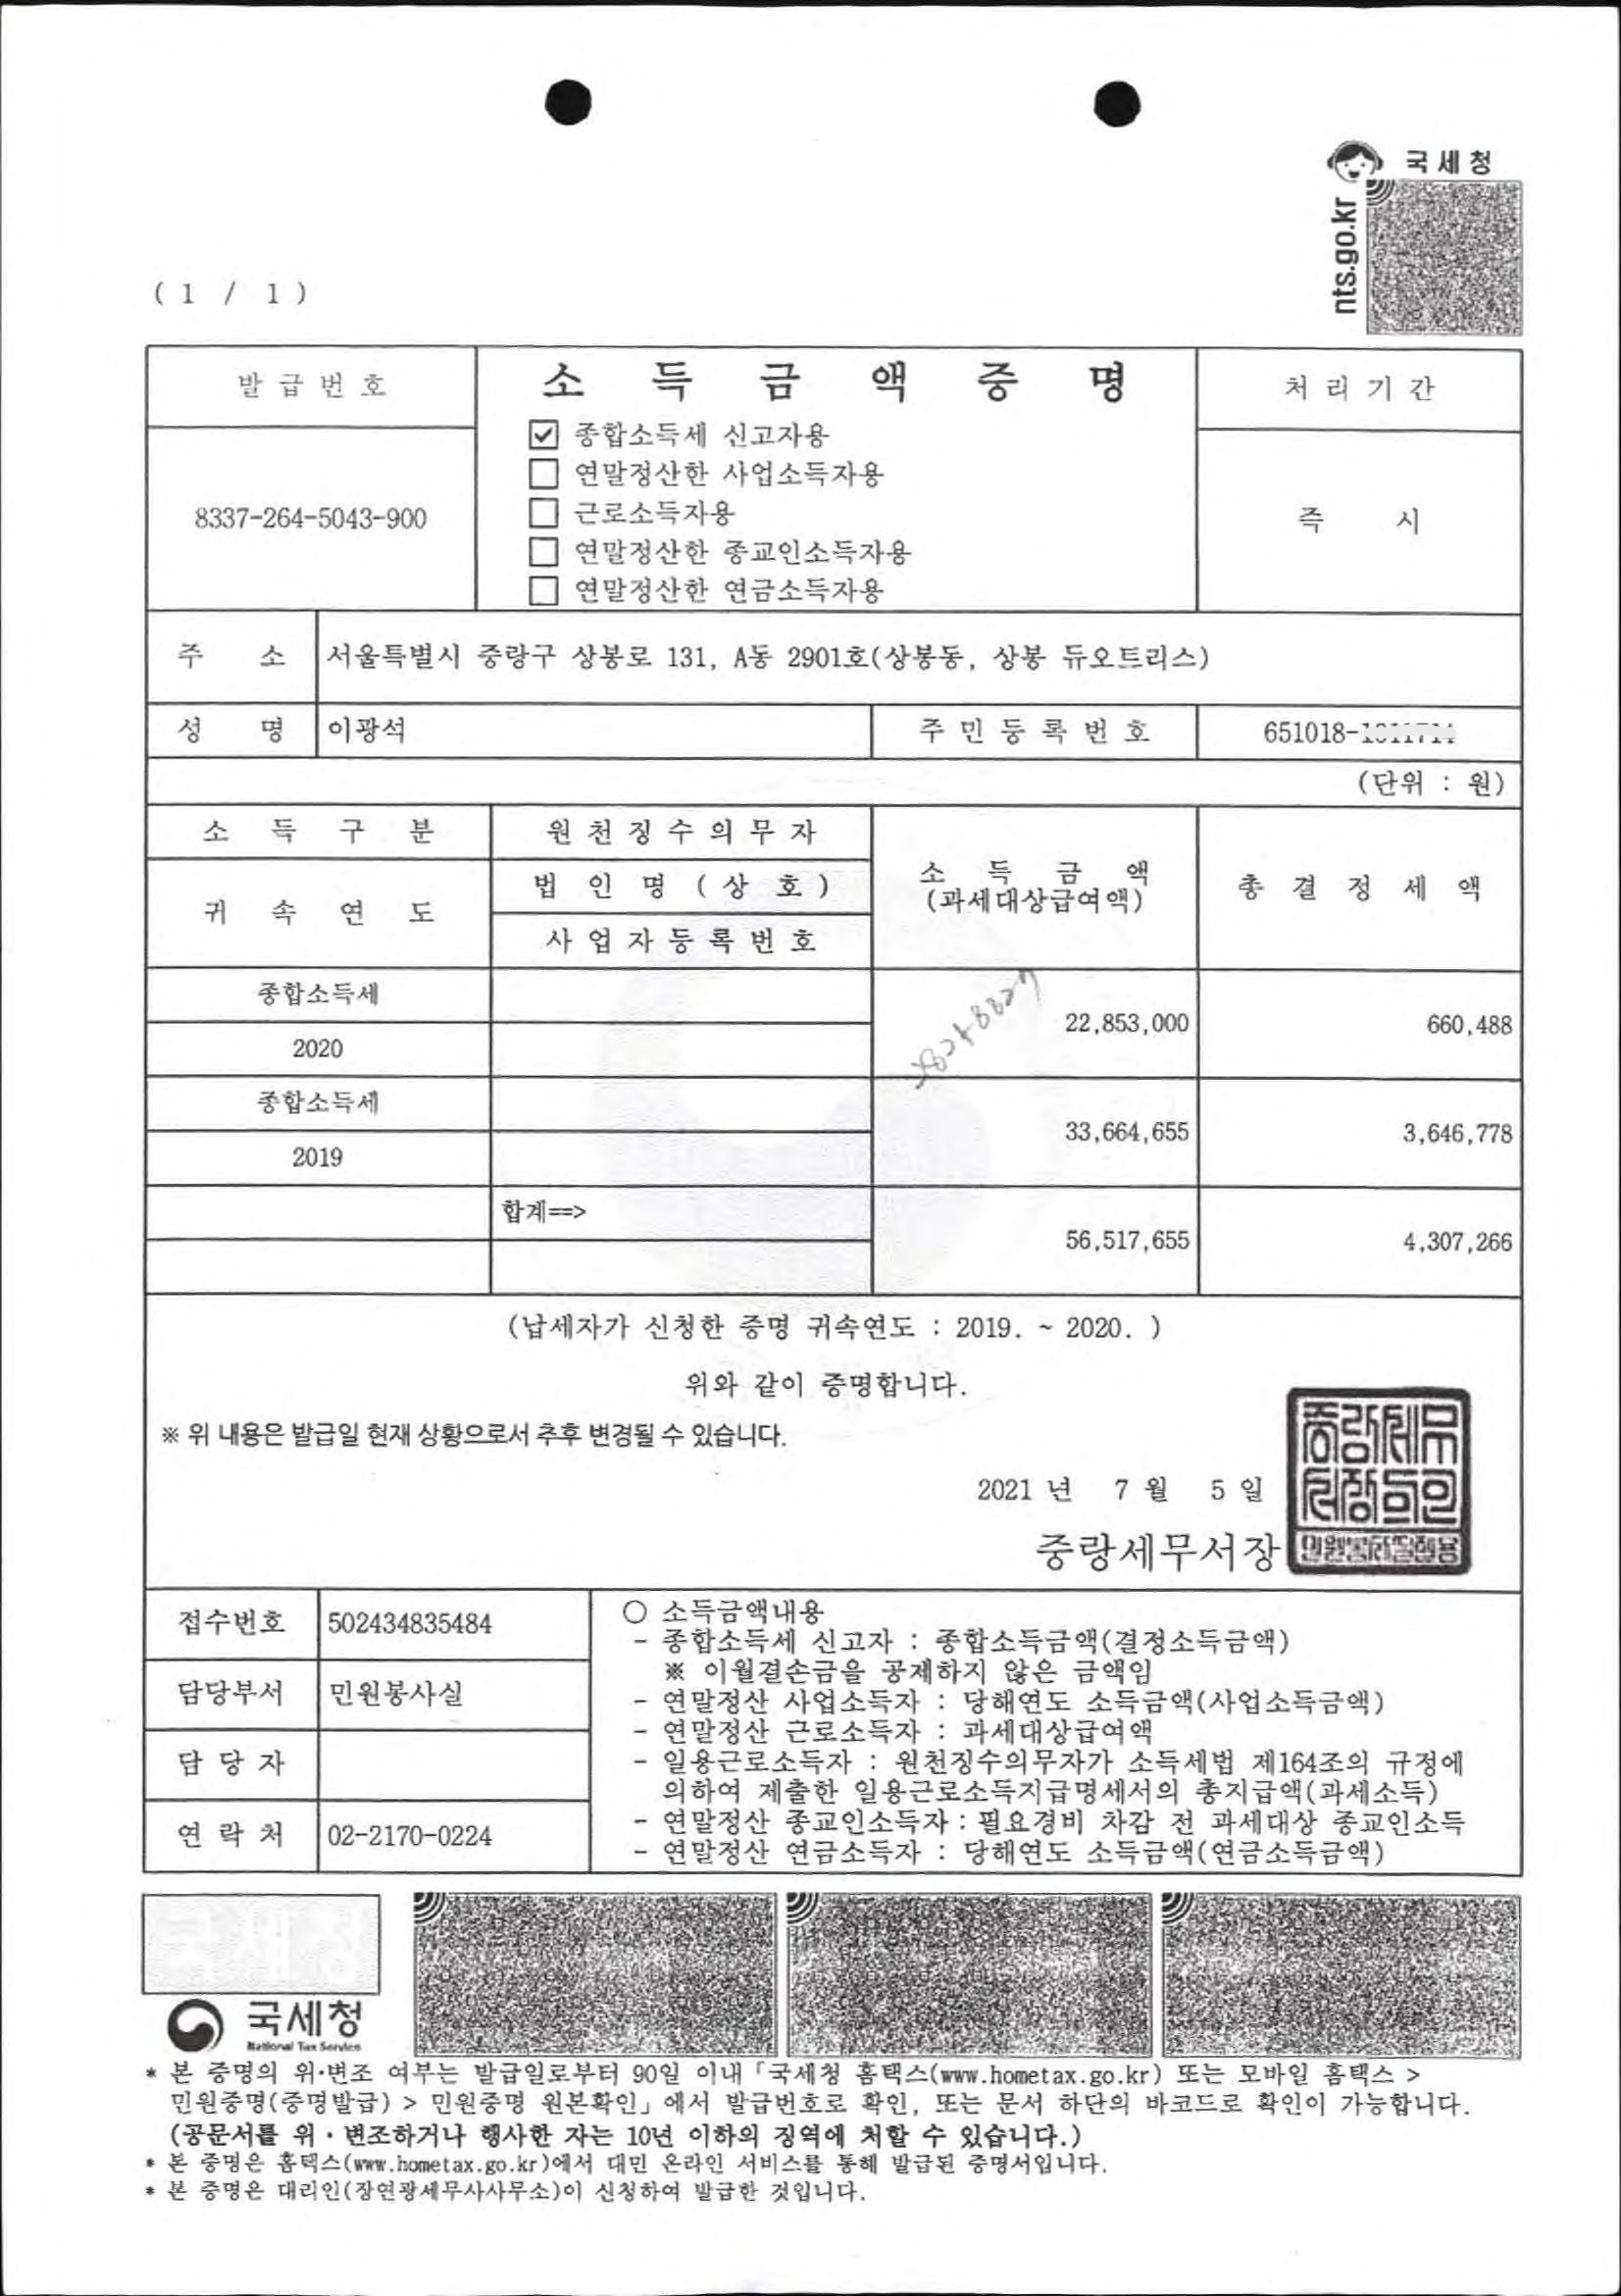 국세청
nts.go.kr
( 1 / 1 )
발 급 번 호
소 득 금 액 증 명
처 리 기 간
☑ 종합소득세 신고자용
☐ 연말정산한 사업소득자용
☐ 근로소득자용
☐ 연말정산한 종교인소득자용
☐ 연말정산한 연금소득자용
8337-264-5043-900
즉 시
주 소 서울특별시 중랑구 상봉로 131, A동 2901호(상봉동, 상봉 듀오트리스)
성 명 이광석 주 민 등 록 번 호 651018-
(단위 : 원)
소 득 구 분 원 천 징 수 의 무 자
귀 속 연 도 법 인 명 ( 상 호 )
사 업 자 등 록 번 호
소 득 금 액
(과세대상급여액)
총 결 정 세 액
종합소득세
2020
22,853,000 660,488
종합소득세
2019
33,664,655 3,646,778
합계==>
56,517,655 4,307,266
(납세자가 신청한 증명 귀속연도 : 2019. ~ 2020. )
위와 같이 증명합니다.
※ 위 내용은 발급일 현재 상황으로서 추후 변경될 수 있습니다.
2021 년 7 월 5 일
중랑세무서장
접수번호 502434835484
담당부서 민원봉사실
담 당 자
연 락 처 02-2170-0224
○ 소득금액내용
- 종합소득세 신고자 : 종합소득금액(결정소득금액)
※ 이월결손금을 공제하지 않은 금액임
- 연말정산 사업소득자 : 당해연도 소득금액(사업소득금액)
- 연말정산 근로소득자 : 과세대상급여액
- 일용근로소득자 : 원천징수의무자가 소득세법 제164조의 규정에
의하여 제출한 일용근로소득지급명세서의 총지급액(과세소득)
- 연말정산 종교인소득자 : 필요경비 차감 전 과세대상 종교인소득
- 연말정산 연금소득자 : 당해연도 소득금액(연금소득금액)
국세청
국세청
National Tax Service
* 본 증명의 위·변조 여부는 발급일로부터 90일 이내「국세청 홈택스(www.hometax.go.kr) 또는 모바일 홈택스 >
민원증명(증명발급) > 민원증명 원본확인」에서 발급번호로 확인, 또는 문서 하단의 바코드로 확인이 가능합니다.
(공문서를 위·변조하거나 행사한 자는 10년 이하의 징역에 처할 수 있습니다.)
* 본 증명은 홈택스(www.hometax.go.kr)에서 대민 온라인 서비스를 통해 발급된 증명서입니다.
* 본 증명은 대리인(장연광세무사사무소)이 신청하여 발급한 것입니다.